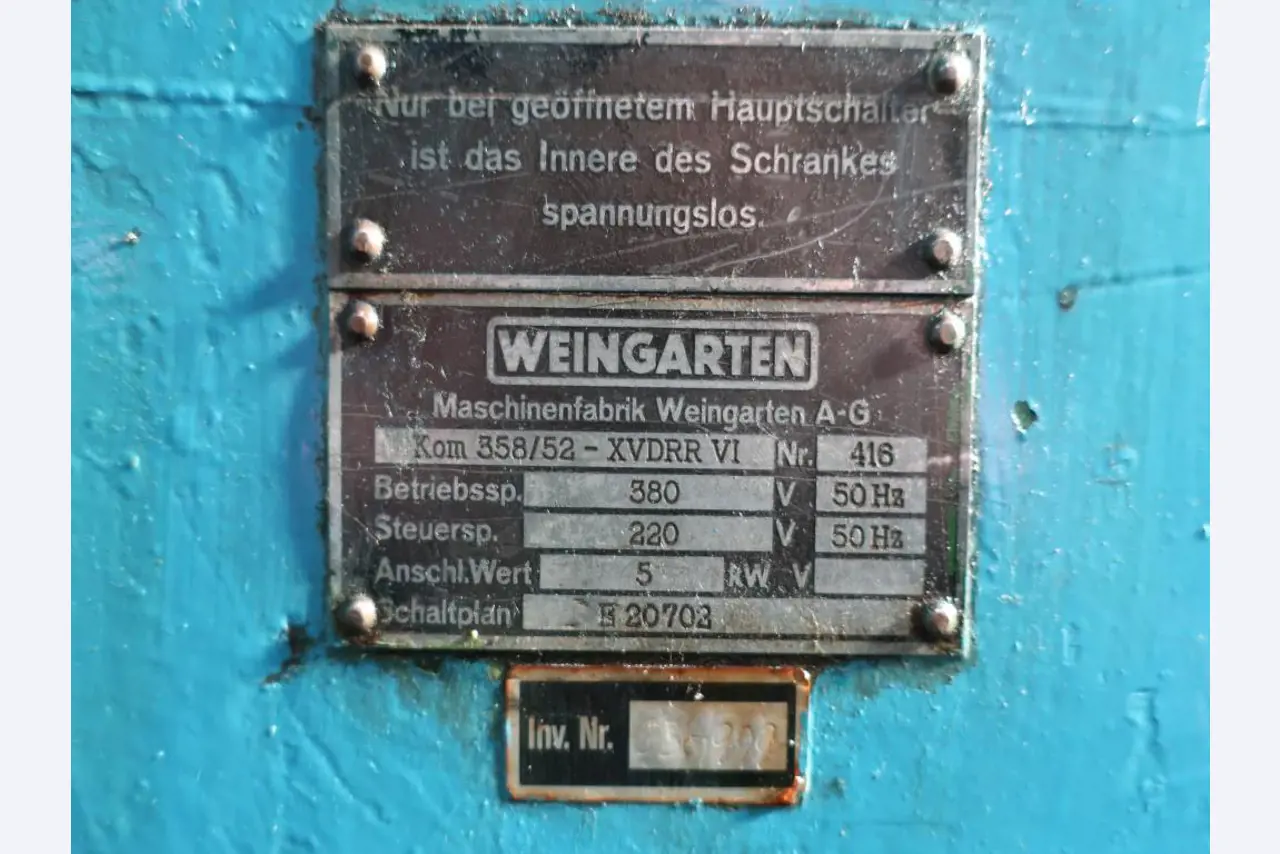 Nur bei geöffnetem Hauptschalter
ist das Innere des Schrankes
spannungslos.
WEINGARTEN
Maschinenfabrik Weingarten A-G
Kom 358/52 - XVDRR VI Nr. 416
Betriebssp. 380 V 50 Hz
Steuersp. 220 V 50 Hz
Anschl.Wert 5 KW V
Schaltplan E 20702
Inv. Nr.